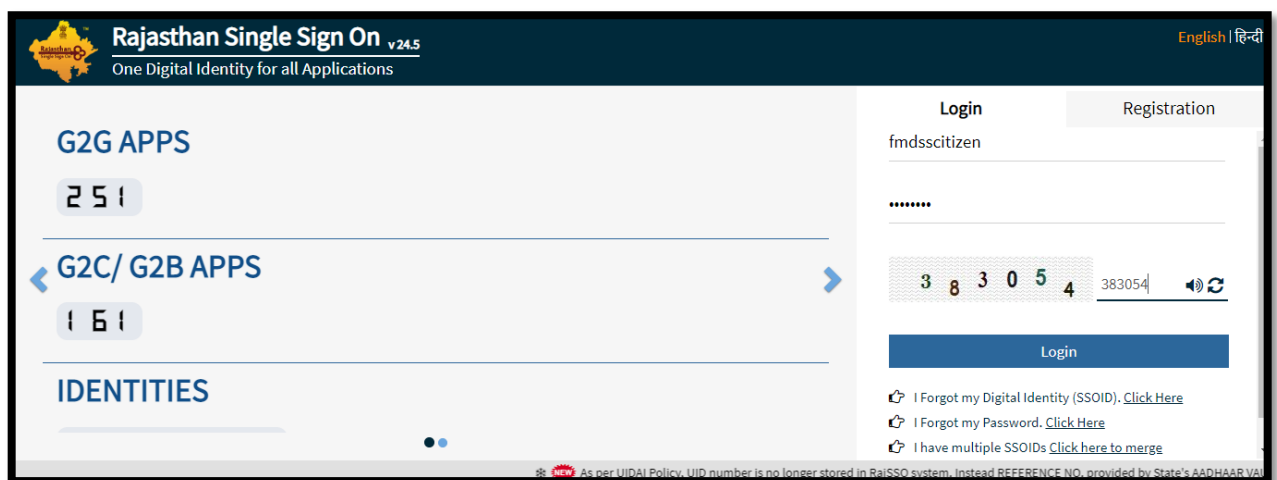 Rajasthan Single Sign On v 24.5
One Digital Identity for all Applications
English | हिन्दी
Login
Registration
G2G APPS
251
G2C/ G2B APPS
161
IDENTITIES
fmdsscitizen
••••••••
3 8 3 0 5 4
383054
Login
I Forgot my Digital Identity (SSOID). Click Here
I Forgot my Password. Click Here
I have multiple SSOIDs Click here to merge
NEW As per UIDAI Policy, UID number is no longer stored in RajSSO system. Instead REFERENCE NO. provided by State's AADHAAR